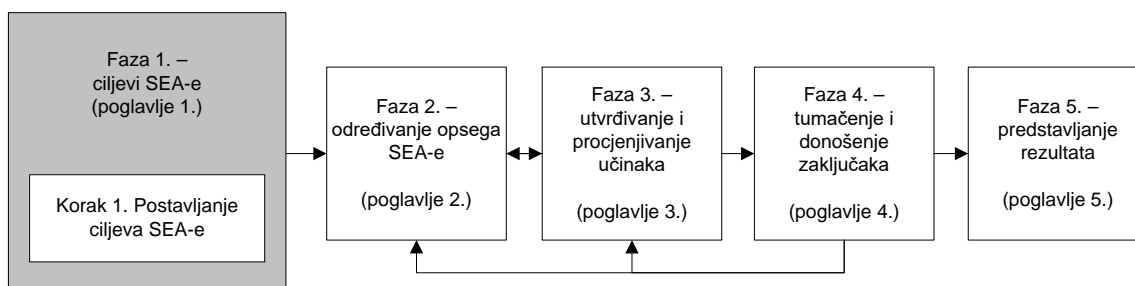 Faza 1. –
ciljevi SEA-e
(poglavlje 1.)
Korak 1. Postavljanje
ciljeva SEA-e
Faza 2. –
određivanje opsega
SEA-e
(poglavlje 2.)
Faza 3. –
utvrđivanje i
procjenjivanje
učinaka
(poglavlje 3.)
Faza 4. –
tumačenje i
donošenje
zaključaka
(poglavlje 4.)
Faza 5. –
predstavljanje
rezultata
(poglavlje 5.)